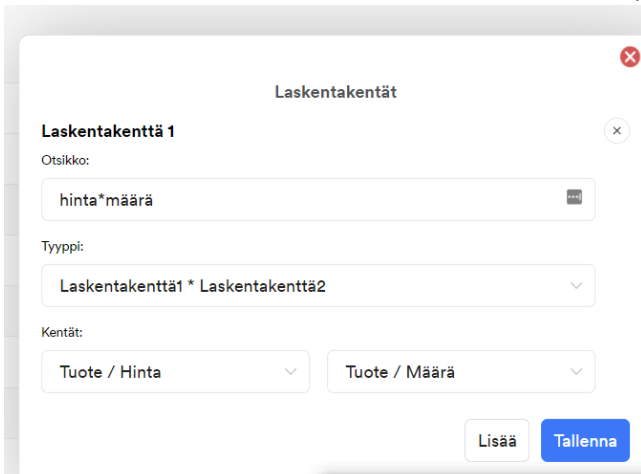 Laskentakentät
Laskentakenttä 1
Otsikko:
hinta*määrä
Tyyppi:
Laskentakenttä1 * Laskentakenttä2
Kentät:
Tuote / Hinta
Tuote / Määrä
Lisää
Tallenna